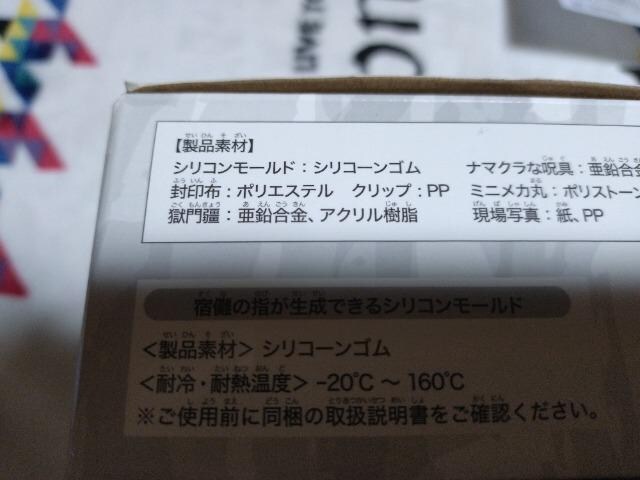 LIVE TO
on
【製品素材】
シリコンモールド：シリコーンゴム ナマクラな呪具：亜鉛合金
封印布：ポリエステル クリップ：PP ミニメカ丸：ポリストーン
獄門疆：亜鉛合金、アクリル樹脂 現場写真：紙、PP
宿儺の指が生成できるシリコンモールド
＜製品素材＞シリコーンゴム
＜耐冷・耐熱温度＞-20℃～160℃
※ご使用前に同梱の取扱説明書をご確認ください。